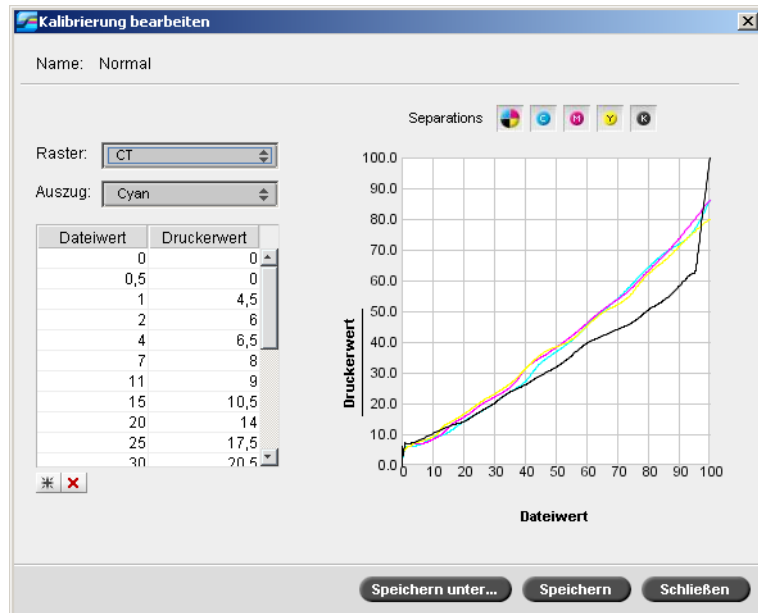 Kalibrierung bearbeiten
Name: Normal
Separations C M Y K
Raster: CT
Auszug: Cyan
Dateiwert Druckerwert
0 0
0,5 0
1 4,5
2 6
4 6,5
7 8
11 9
15 10,5
20 14
25 17,5
30 20,5
100.0
90.0
80.0
70.0
60.0
50.0
40.0
30.0
20.0
10.0
0.0
Druckerwert
0 10 20 30 40 50 60 70 80 90 100
Dateiwert
Speichern unter... Speichern Schließen